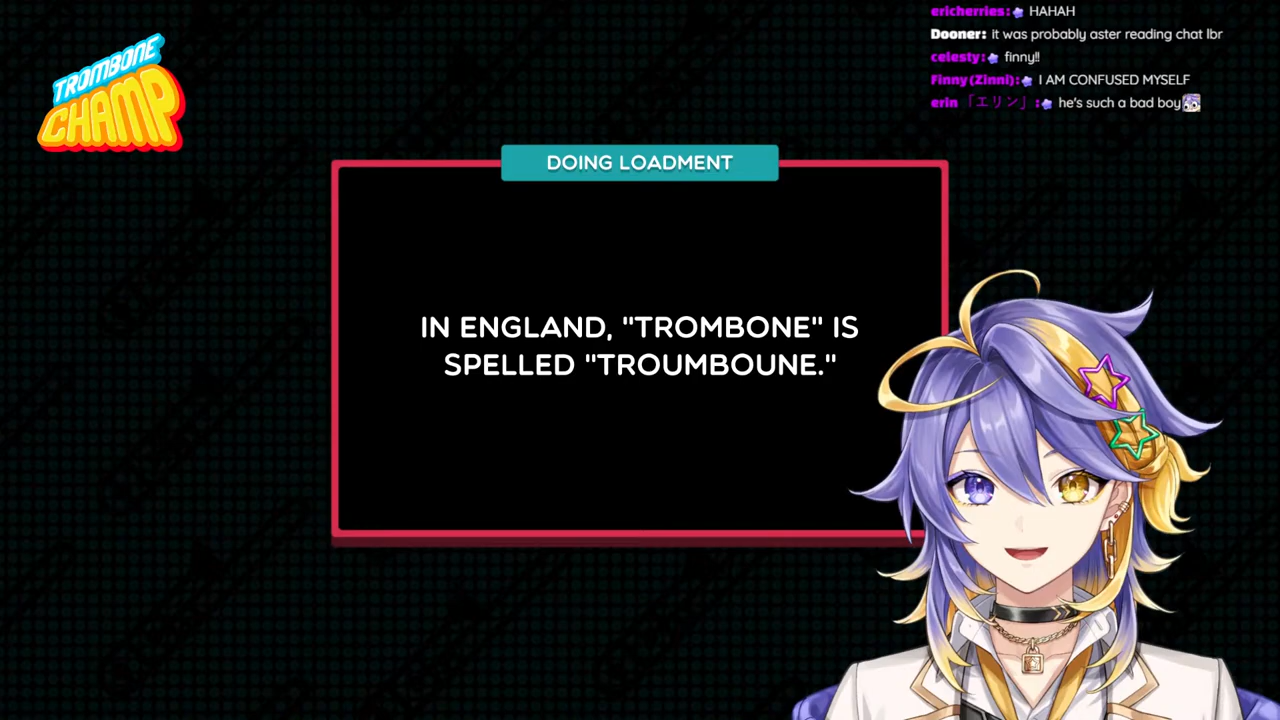 TROMBONE
CHAMP
ericherries: HAHAH
Dooner: it was probably aster reading chat lbr
celesty: finny!!
Finny(Zinni): I AM CONFUSED MYSELF
erin「エリン」: he's such a bad boy
DOING LOADMENT
IN ENGLAND, "TROMBONE" IS
SPELLED "TROUMBOUNE."